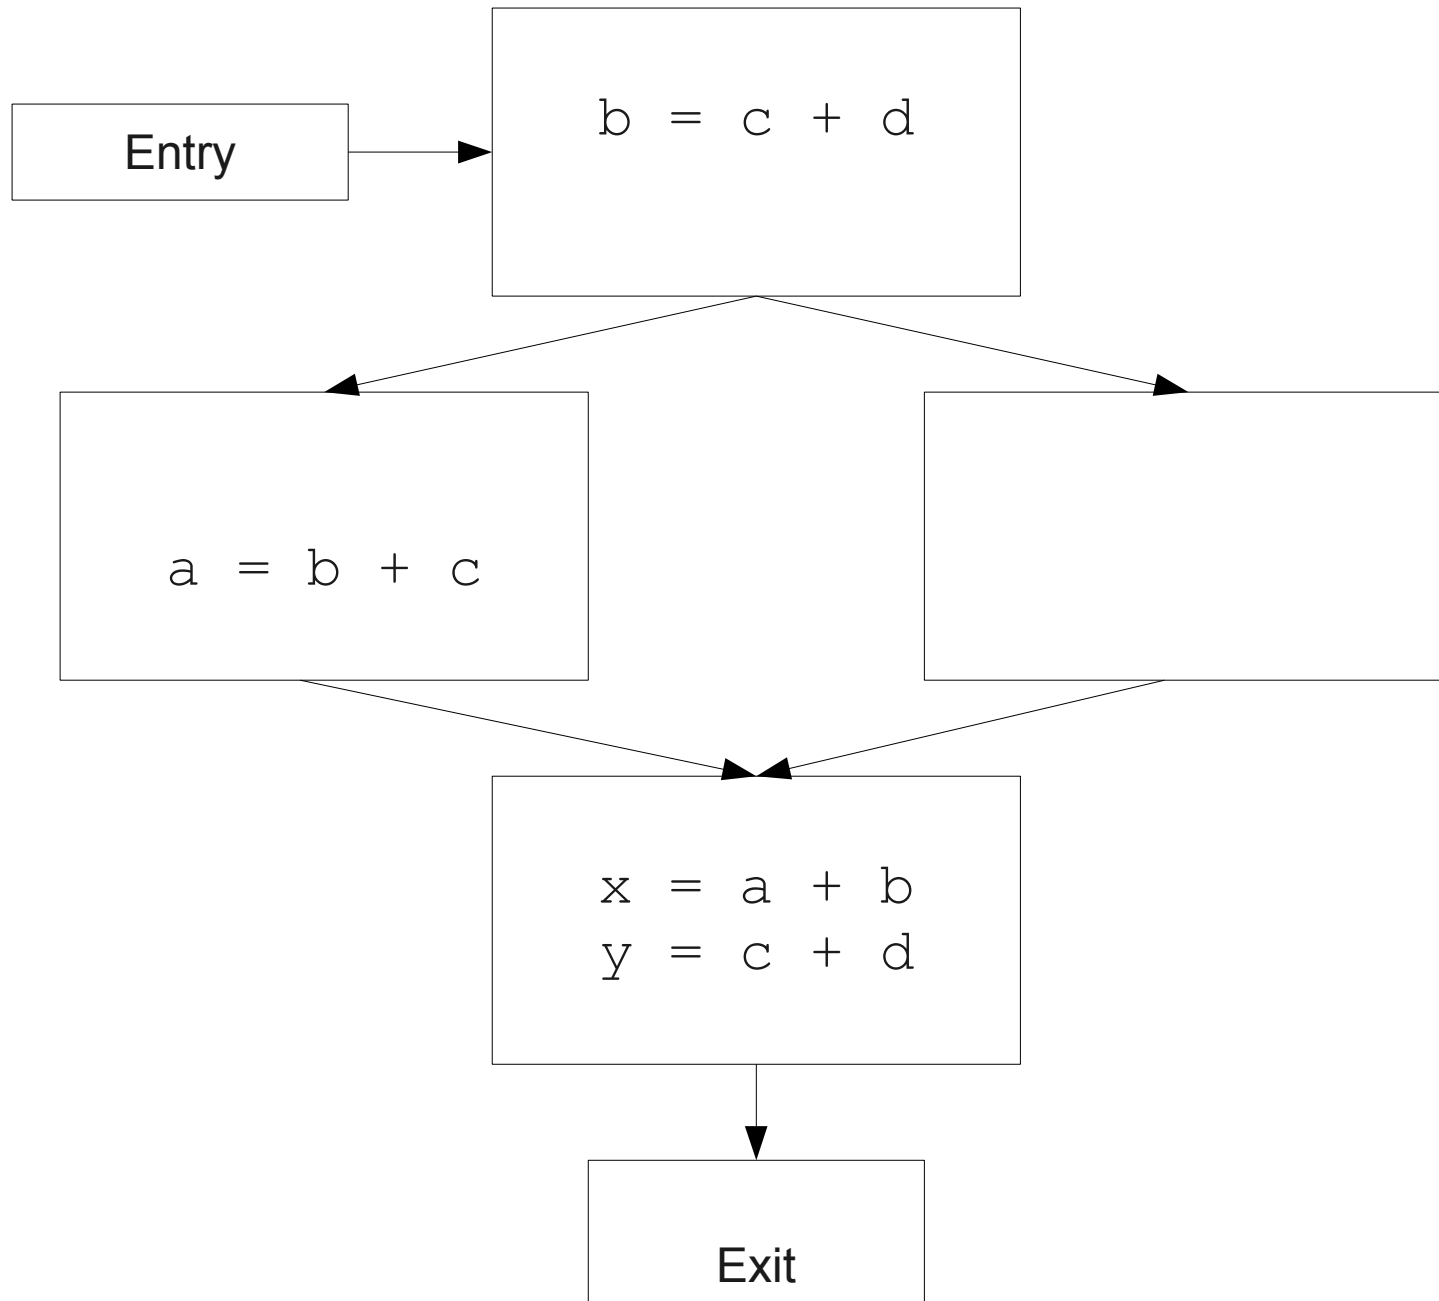 Entry
b = c + d
a = b + c
x = a + b
y = c + d
Exit